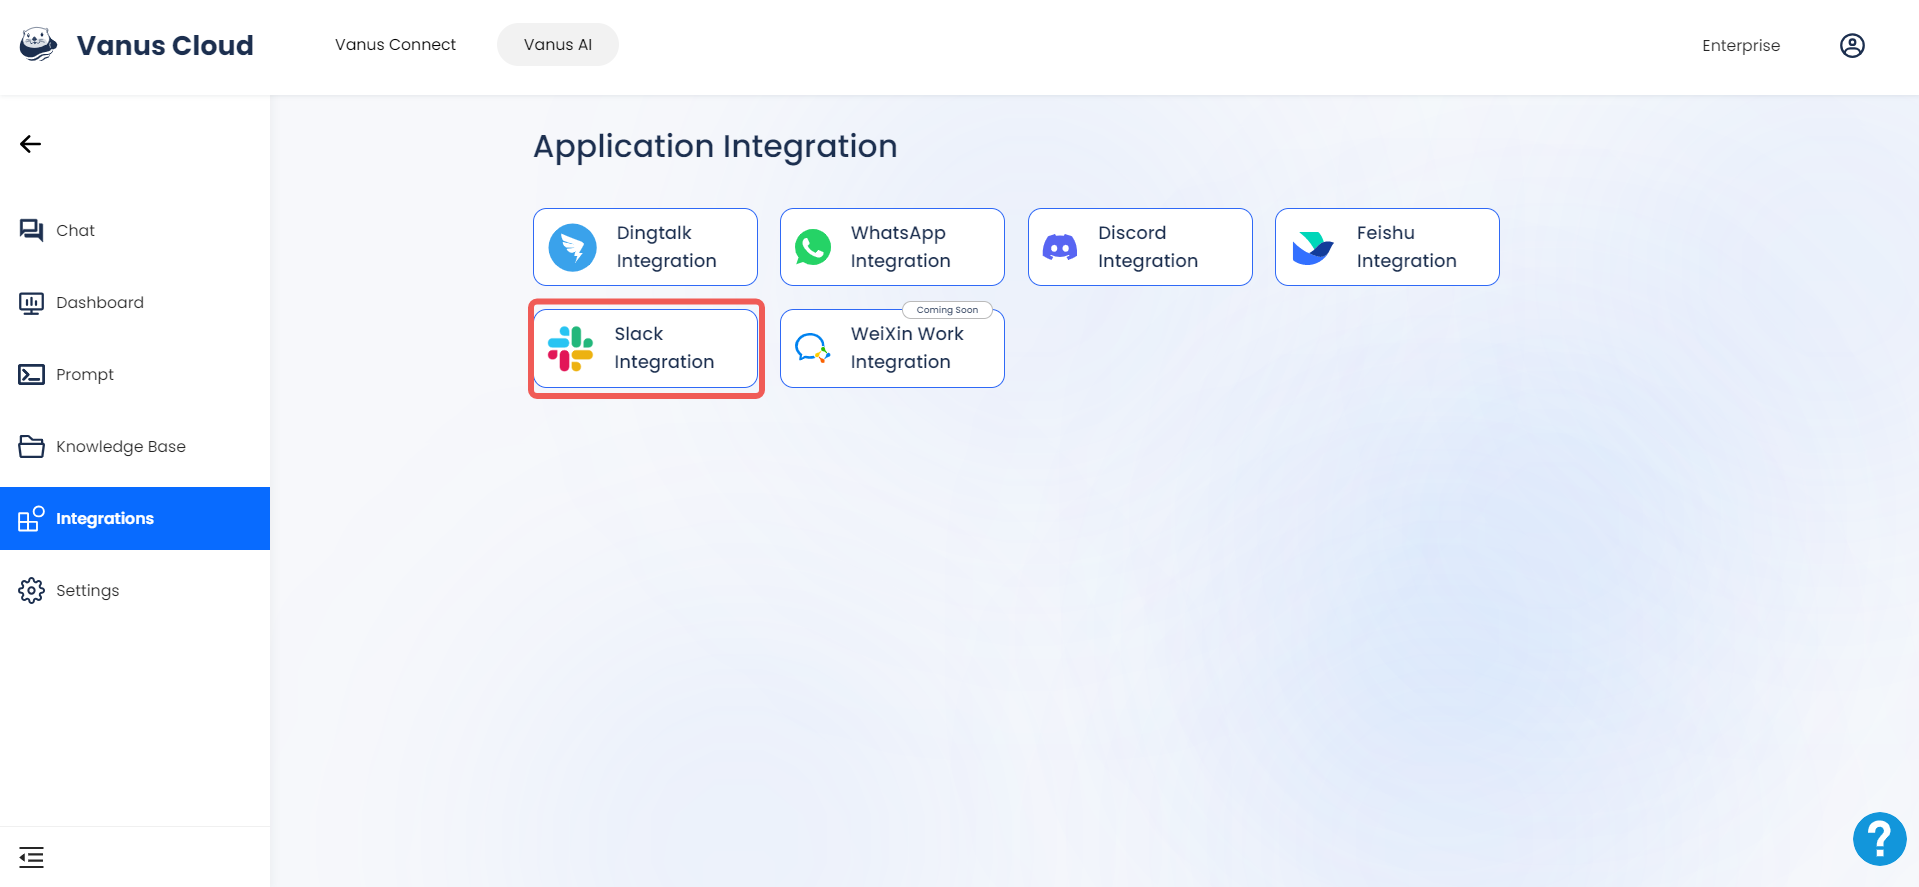 Vanus Cloud
Vanus Connect
Vanus AI
Enterprise
Chat
Dashboard
Prompt
Knowledge Base
Integrations
Settings
Application Integration
Dingtalk
Integration
WhatsApp
Integration
Discord
Integration
Feishu
Integration
Slack
Integration
Coming Soon
WeiXin Work
Integration
?